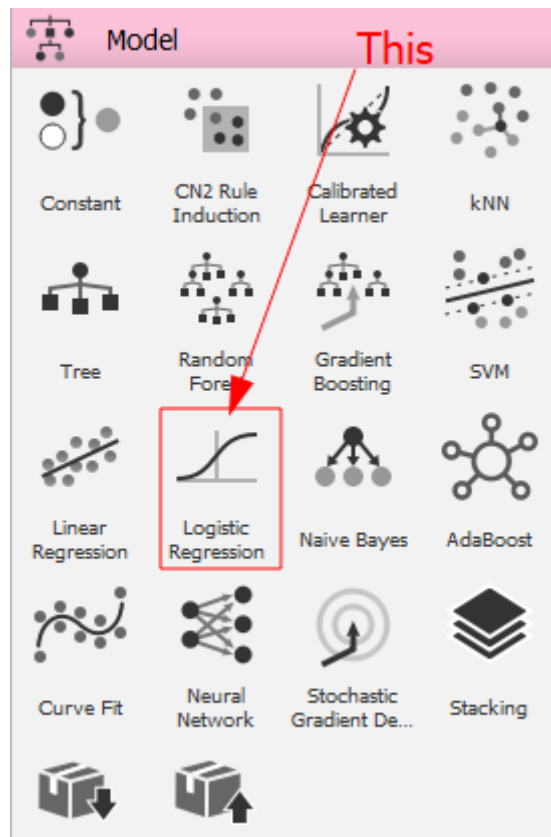 Model
This
Constant
CN2 Rule
Induction
Calibrated
Learner
kNN
Tree
Random
Fore
Gradient
Boosting
SVM
Linear
Regression
Logistic
Regression
Naive Bayes
AdaBoost
Curve Fit
Neural
Network
Stochastic
Gradient De...
Stacking